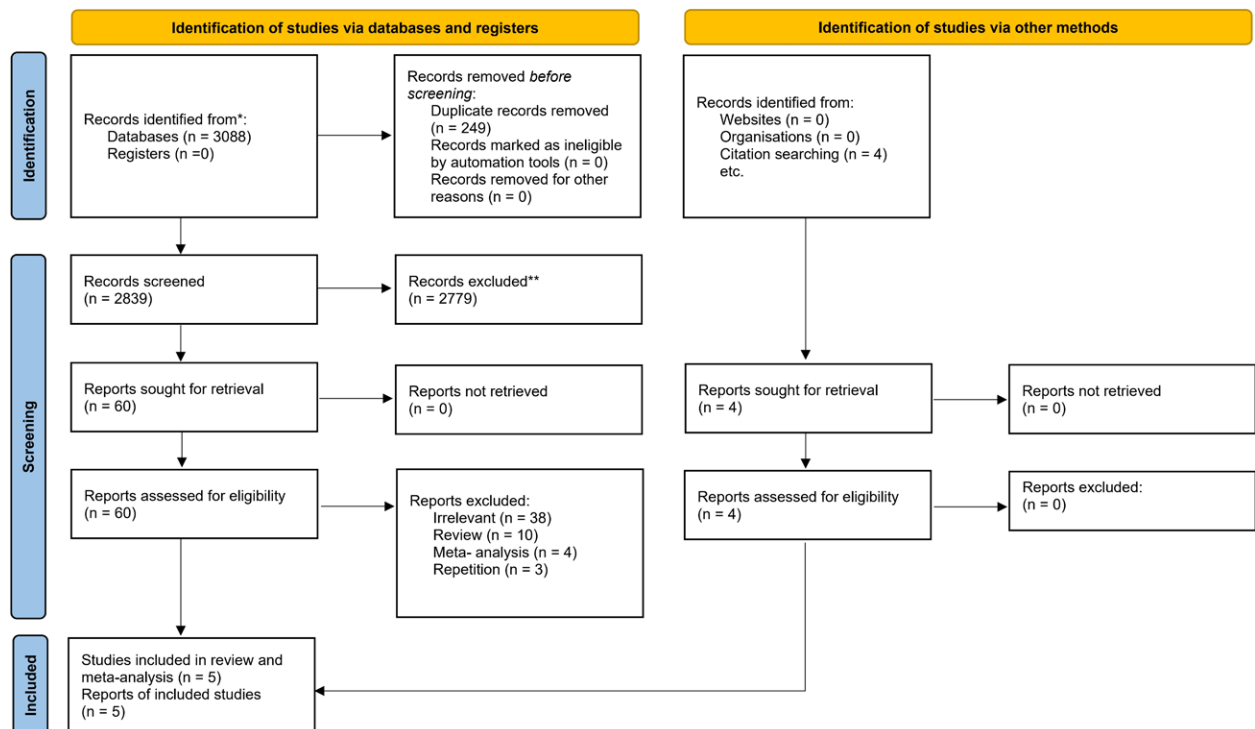 Identification of studies via databases and registers
Identification of studies via other methods
Identification
Records identified from*:
Databases (n = 3088)
Registers (n =0)
Records removed before
screening:
Duplicate records removed
(n = 249)
Records marked as ineligible
by automation tools (n = 0)
Records removed for other
reasons (n = 0)
Records identified from:
Websites (n = 0)
Organisations (n = 0)
Citation searching (n = 4)
etc.
Screening
Records screened
(n = 2839)
Records excluded**
(n = 2779)
Reports sought for retrieval
(n = 60)
Reports not retrieved
(n = 0)
Reports sought for retrieval
(n = 4)
Reports not retrieved
(n = 0)
Reports assessed for eligibility
(n = 60)
Reports excluded:
Irrelevant (n = 38)
Review (n = 10)
Meta- analysis (n = 4)
Repetition (n = 3)
Reports assessed for eligibility
(n = 4)
Reports excluded:
(n = 0)
Included
Studies included in review and
meta-analysis (n = 5)
Reports of included studies
(n = 5)